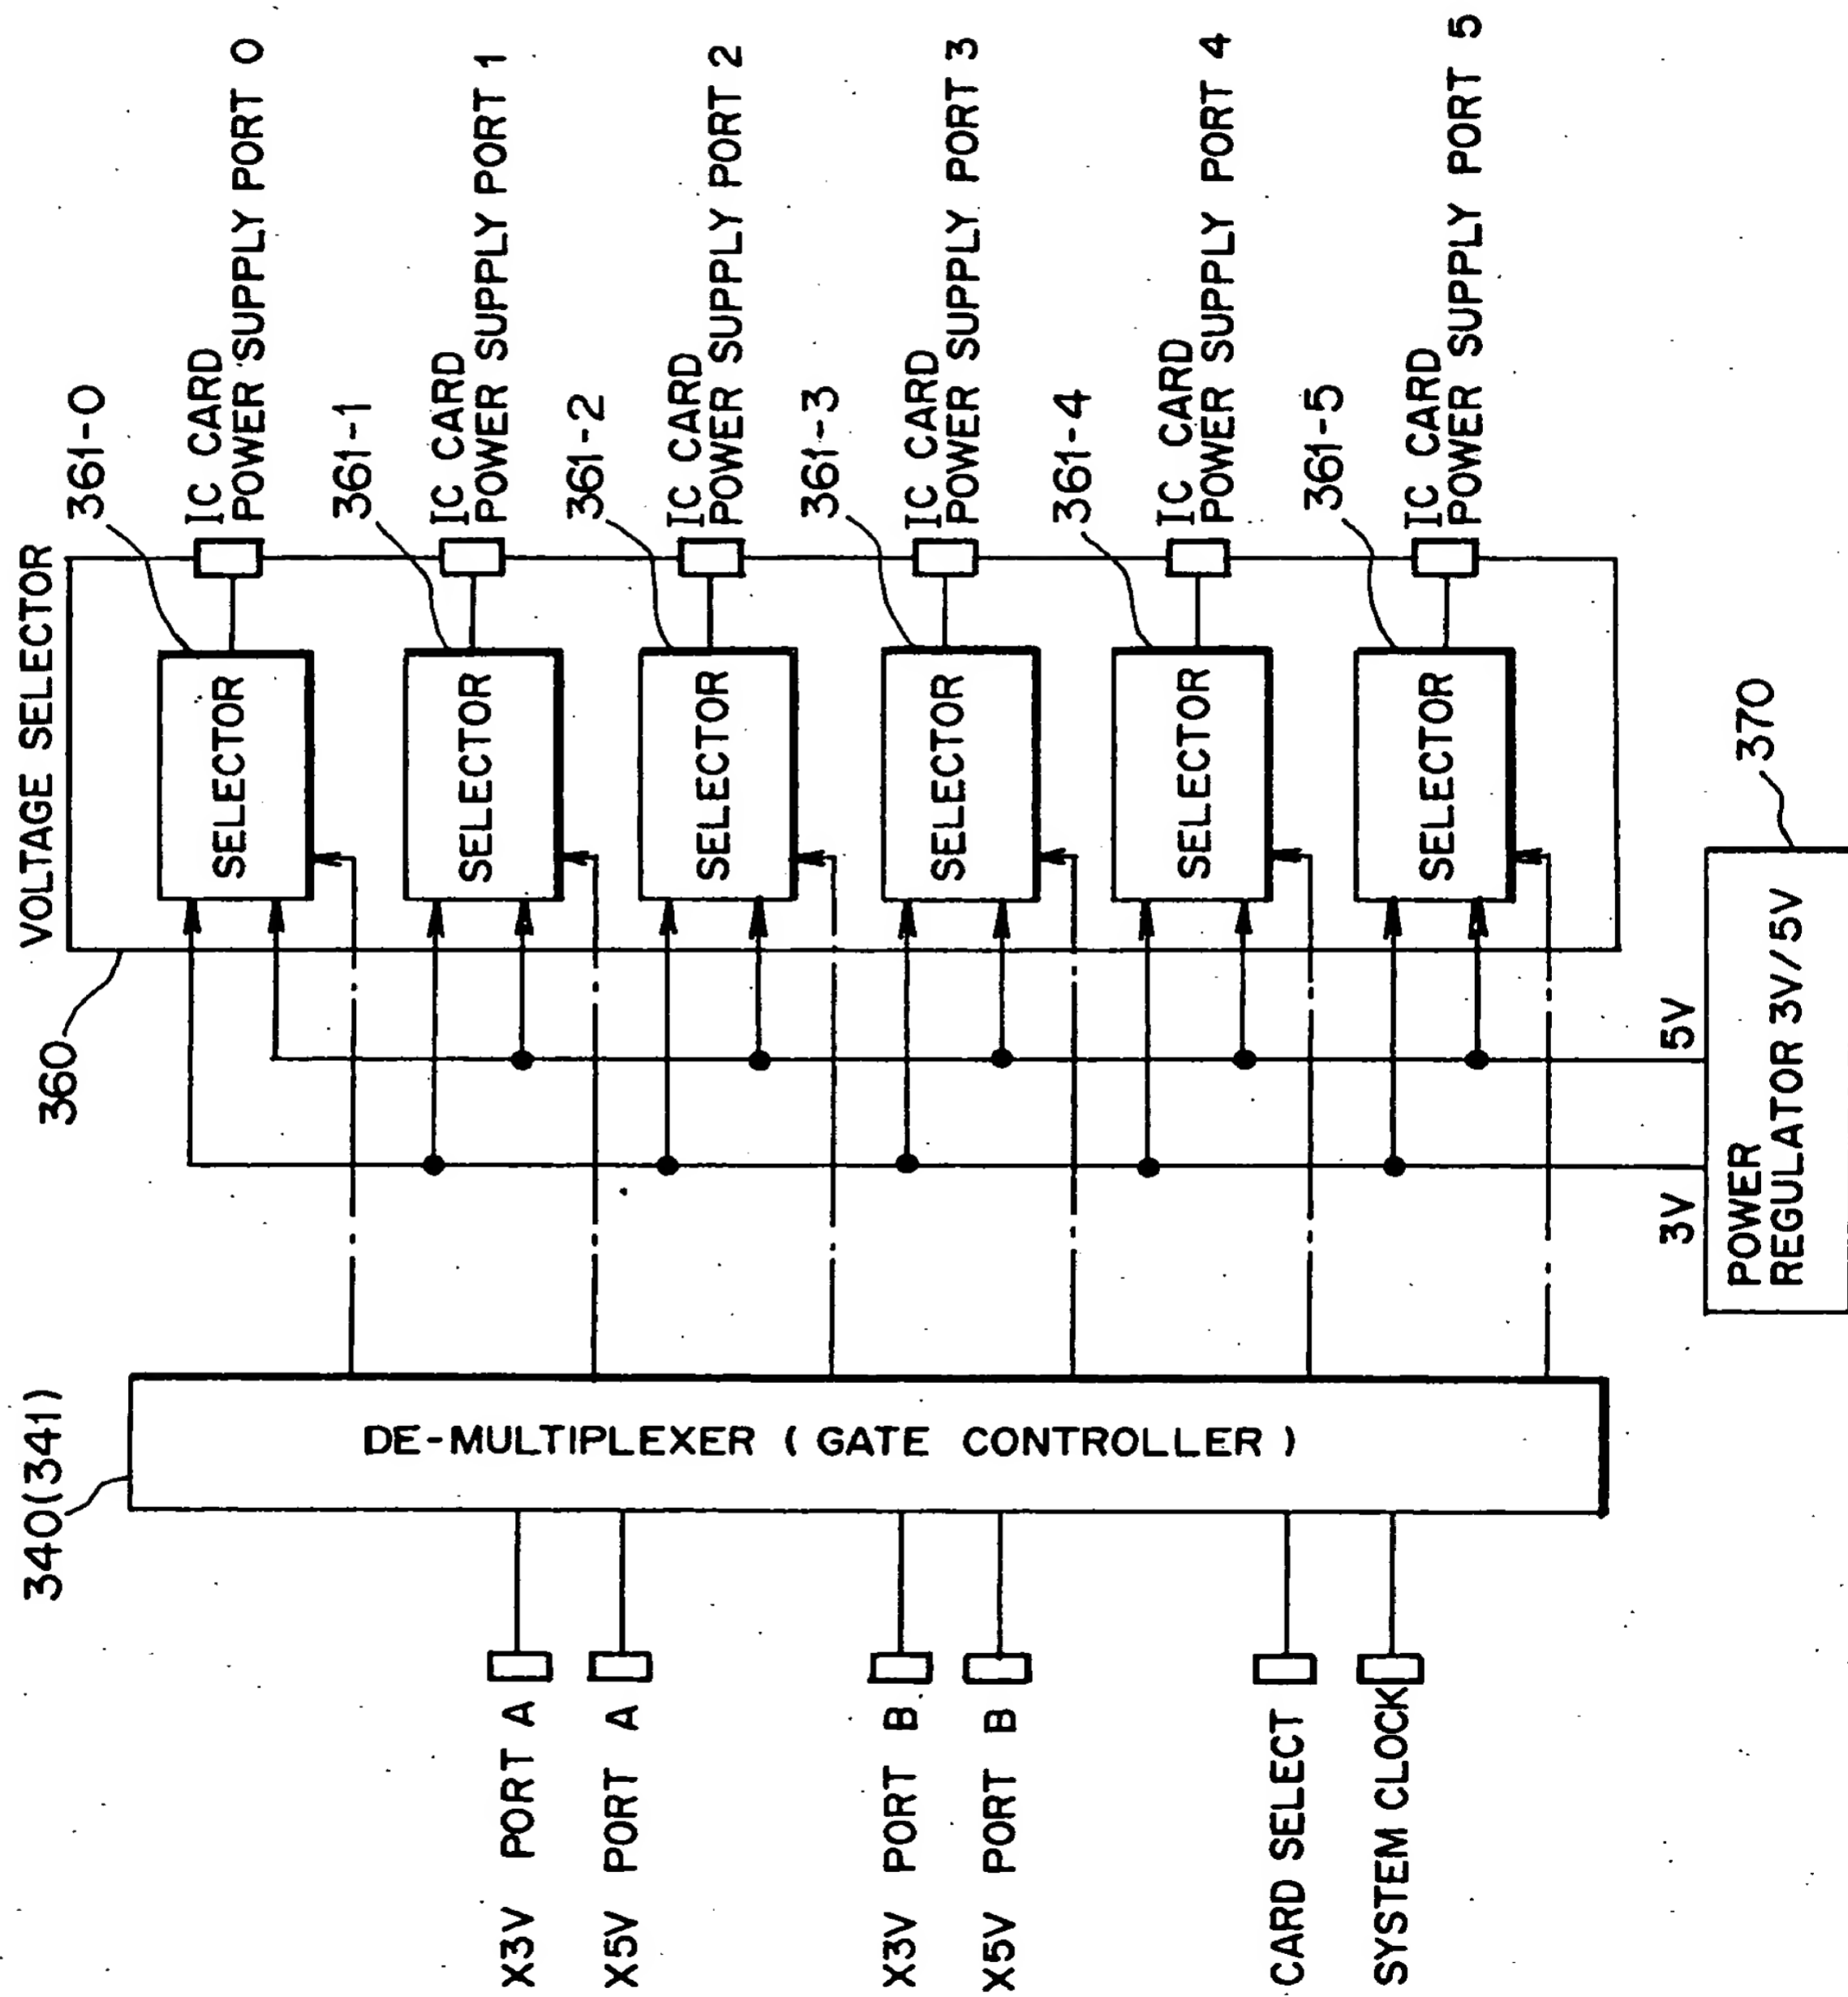 340(341)
DE-MULTIPLEXER ( GATE CONTROLLER )
X3V PORT A
X5V PORT A
X3V PORT B
X5V PORT B
CARD SELECT
SYSTEM CLOCK
360
VOLTAGE SELECTOR
SELECTOR
361-0
IC CARD
POWER SUPPLY PORT 0
SELECTOR
361-1
IC CARD
POWER SUPPLY PORT 1
SELECTOR
361-2
IC CARD
POWER SUPPLY PORT 2
SELECTOR
361-3
IC CARD
POWER SUPPLY PORT 3
SELECTOR
361-4
IC CARD
POWER SUPPLY PORT 4
SELECTOR
361-5
IC CARD
POWER SUPPLY PORT 5
3V
5V
POWER
REGULATOR 3V/5V
370